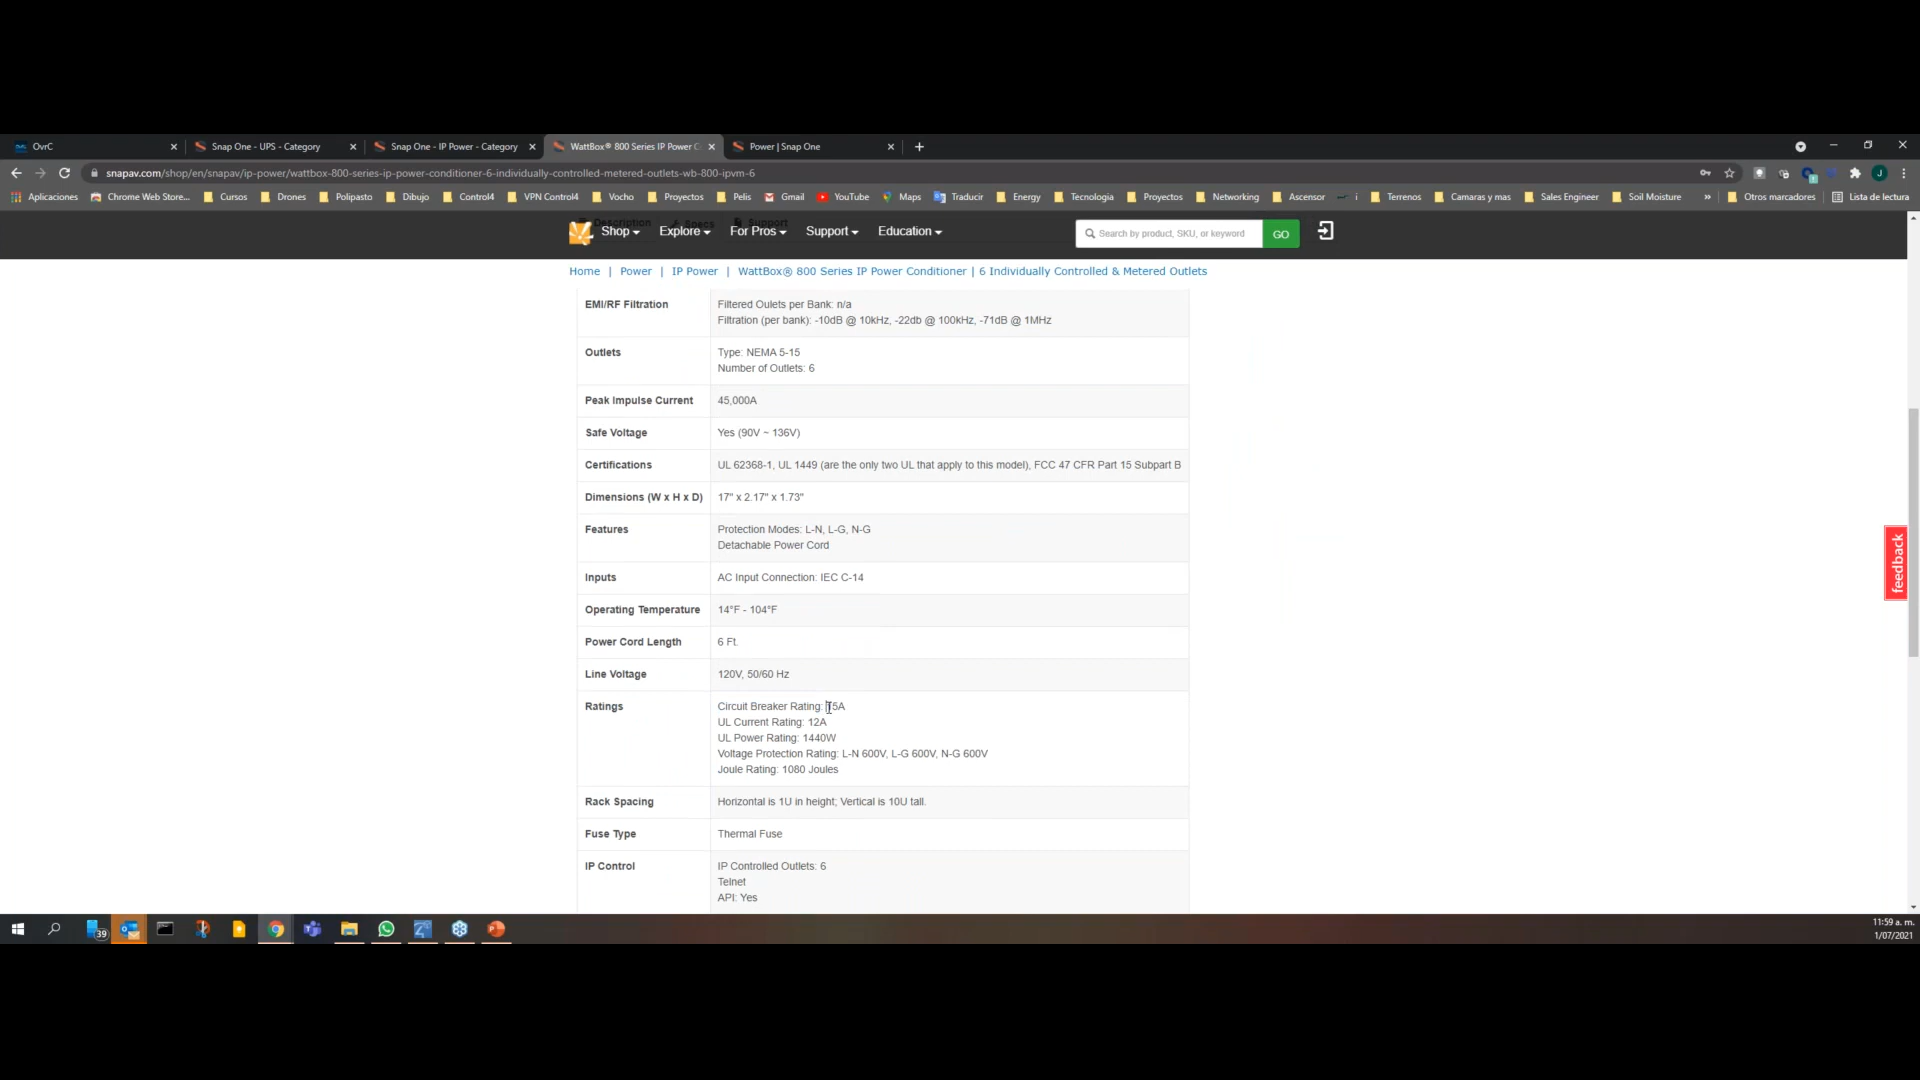 OvrC
Snap One - UPS - Category
Snap One - IP Power - Category
WattBox® 800 Series IP Power C
Power | Snap One
snapav.com/shop/en/snapav/ip-power/wattbox-800-series-ip-power-conditioner-6-individually-controlled-metered-outlets-wb-800-ipvm-6
Aplicaciones
Chrome Web Store...
Cursos
Drones
Polipasto
Dibujo
Control4
VPN Control4
Vocho
Proyectos
Pelis
Gmail
YouTube
Maps
Traducir
Energy
Tecnologia
Proyectos
Networking
Ascensor
i
Terrenos
Camaras y mas
Sales Engineer
Soil Moisture
»
Otros marcadores
Lista de lectura
Description
Specs
Support
Shop
Explore
For Pros
Support
Education
Search by product, SKU, or keyword
GO
Home | Power | IP Power | WattBox® 800 Series IP Power Conditioner | 6 Individually Controlled & Metered Outlets
EMI/RF Filtration
Filtered Oulets per Bank: n/a
Filtration (per bank): -10dB @ 10kHz, -22db @ 100kHz, -71dB @ 1MHz
Outlets
Type: NEMA 5-15
Number of Outlets: 6
Peak Impulse Current
45,000A
Safe Voltage
Yes (90V ~ 136V)
Certifications
UL 62368-1, UL 1449 (are the only two UL that apply to this model), FCC 47 CFR Part 15 Subpart B
Dimensions (W x H x D)
17" x 2.17" x 1.73"
Features
Protection Modes: L-N, L-G, N-G
Detachable Power Cord
Inputs
AC Input Connection: IEC C-14
Operating Temperature
14°F - 104°F
Power Cord Length
6 Ft.
Line Voltage
120V, 50/60 Hz
Ratings
Circuit Breaker Rating: 15A
UL Current Rating: 12A
UL Power Rating: 1440W
Voltage Protection Rating: L-N 600V, L-G 600V, N-G 600V
Joule Rating: 1080 Joules
Rack Spacing
Horizontal is 1U in height; Vertical is 10U tall.
Fuse Type
Thermal Fuse
IP Control
IP Controlled Outlets: 6
Telnet
API: Yes
feedback
39
11:59 a. m.
1/07/2021